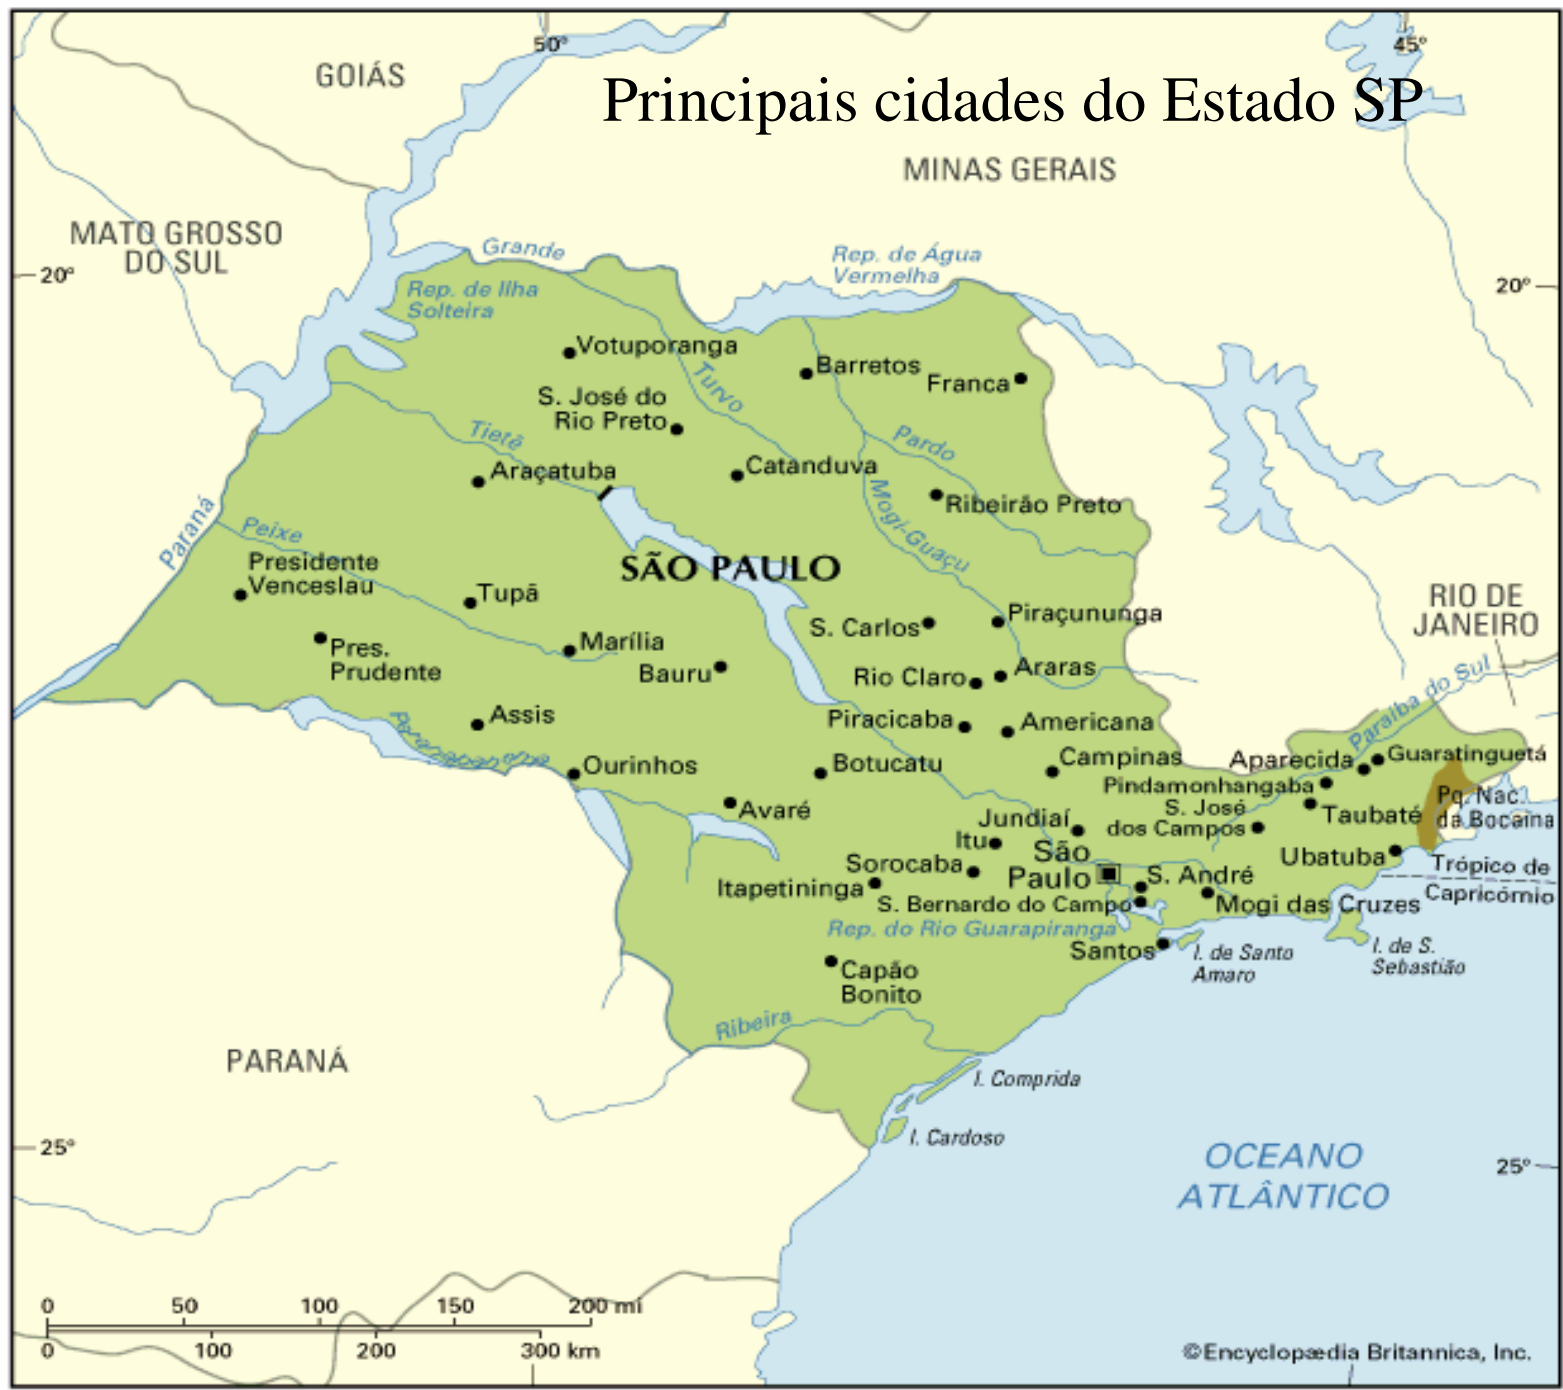 50°
45°
Principais cidades do Estado SP
GOIÁS
MINAS GERAIS
MATO GROSSO
DO SUL
20°
20°
Grande
Rep. de Água
Vermelha
Rep. de Ilha
Solteira
Votuporanga
Barretos
Franca
Turvo
S. José do
Rio Preto
Tietê
Pardo
Araçatuba
Catanduva
Ribeirão Preto
Mogi-Guaçu
Paraná
Peixe
SÃO PAULO
Presidente
Venceslau
Tupã
RIO DE
JANEIRO
Piraçununga
S. Carlos
Pres.
Prudente
Marília
Bauru
Rio Claro
Araras
Paraíba do Sul
Assis
Piracicaba
Americana
Paranapanema
Ourinhos
Botucatu
Campinas
Aparecida
Guaratinguetá
Pindamonhangaba
Avaré
S. José
dos Campos
Taubaté
Pq. Nac.
da Bocaina
Jundiaí
Itu
São
Paulo
Ubatuba
Trópico de
Capricórnio
Sorocaba
Itapetininga
S. André
S. Bernardo do Campo
Mogi das Cruzes
Rep. do Rio Guarapiranga
Santos
I. de Santo
Amaro
I. de S.
Sebastião
Capão
Bonito
Ribeira
PARANÁ
I. Comprida
I. Cardoso
25°
25°
OCEANO
ATLÂNTICO
0 50 100 150 200 mi
0 100 200 300 km
©Encyclopædia Britannica, Inc.